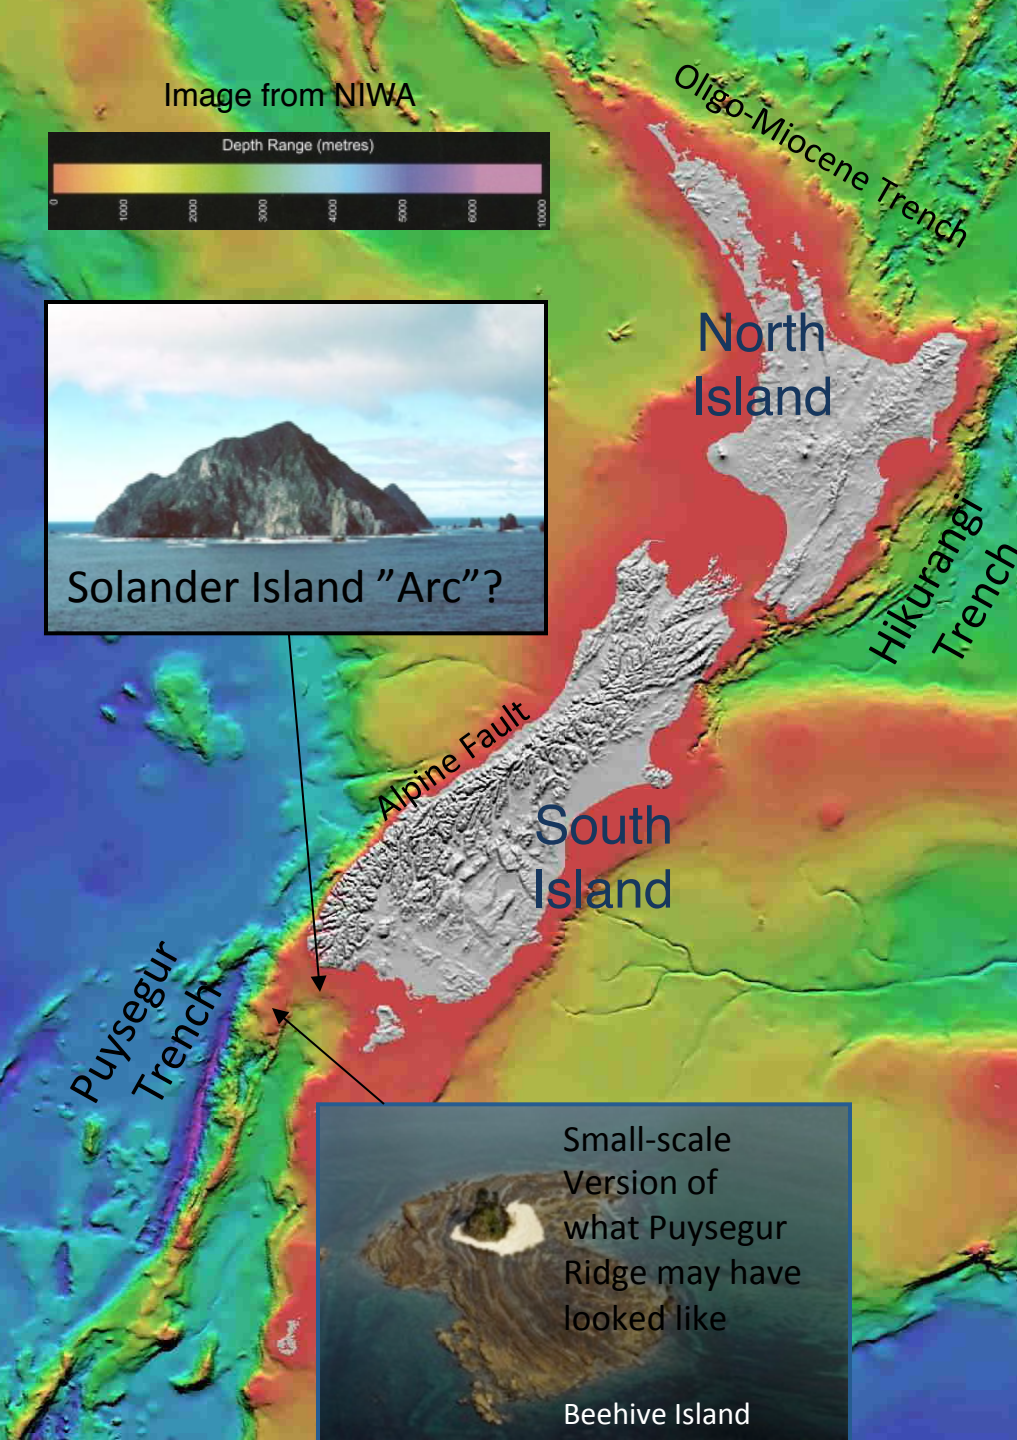 Image from NIWA
Depth Range (metres)
0 1000 2000 3000 4000 5000 6000 10000
Oligo-Miocene Trench
North
Island
Solander Island ”Arc”?
Hikurangi
Trench
Alpine Fault
South
Island
Puysegur
Trench
Small-scale
Version of
what Puysegur
Ridge may have
looked like
Beehive Island